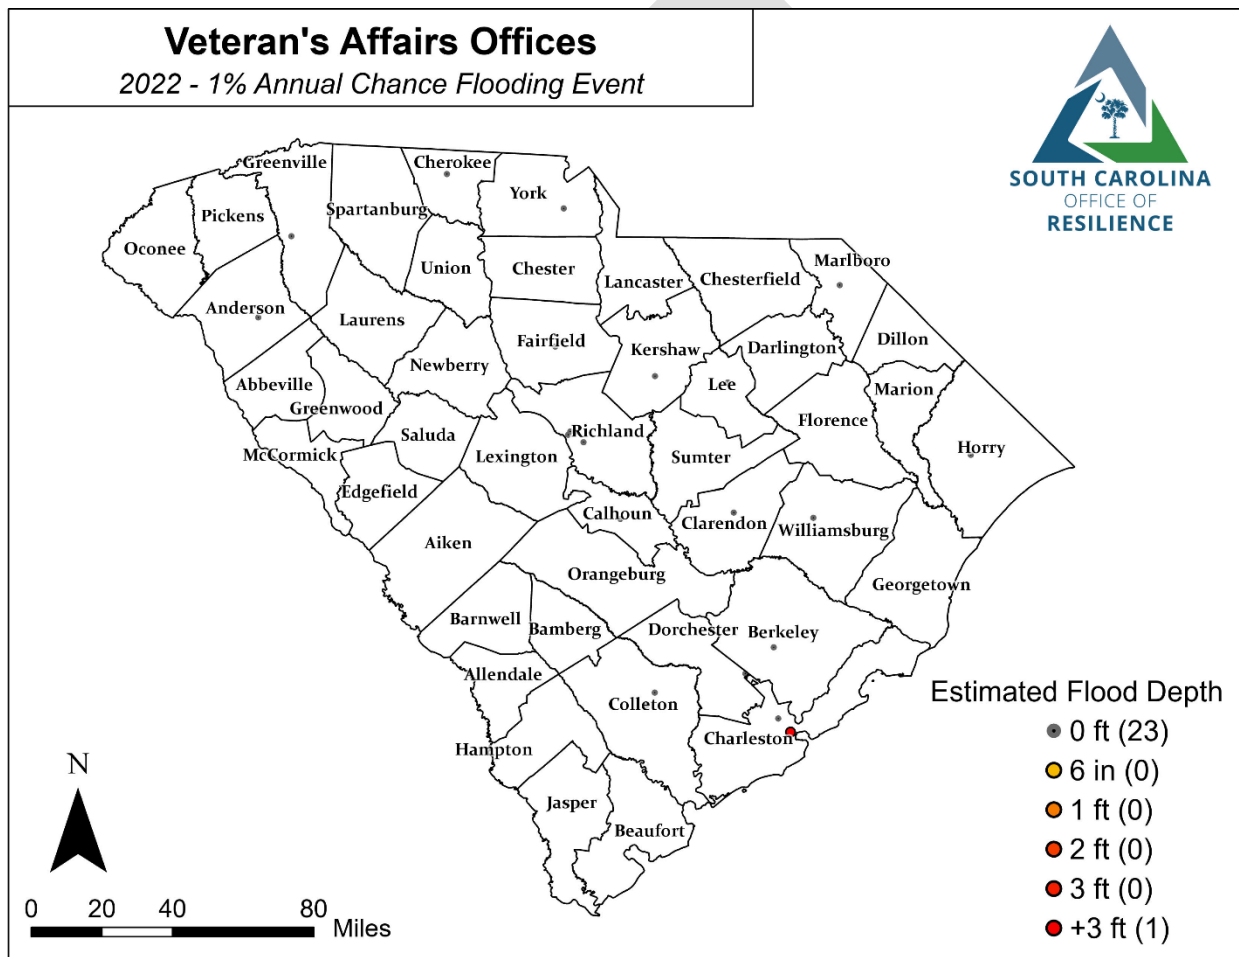 Veteran's Affairs Offices
2022 - 1% Annual Chance Flooding Event
SOUTH CAROLINA
OFFICE OF
RESILIENCE
Greenville
Cherokee
York
Pickens
Spartanburg
Oconee
Union
Chester
Lancaster
Chesterfield
Marlboro
Anderson
Laurens
Fairfield
Kershaw
Darlington
Dillon
Newberry
Abbeville
Greenwood
Lee
Marion
Saluda
Richland
Florence
Horry
McCormick
Lexington
Sumter
Edgefield
Calhoun
Clarendon
Williamsburg
Aiken
Orangeburg
Georgetown
Barnwell
Bamberg
Dorchester
Berkeley
Allendale
Colleton
Charleston
Hampton
Jasper
Beaufort
Estimated Flood Depth
0 ft (23)
6 in (0)
1 ft (0)
2 ft (0)
3 ft (0)
+3 ft (1)
N
0 20 40 80 Miles